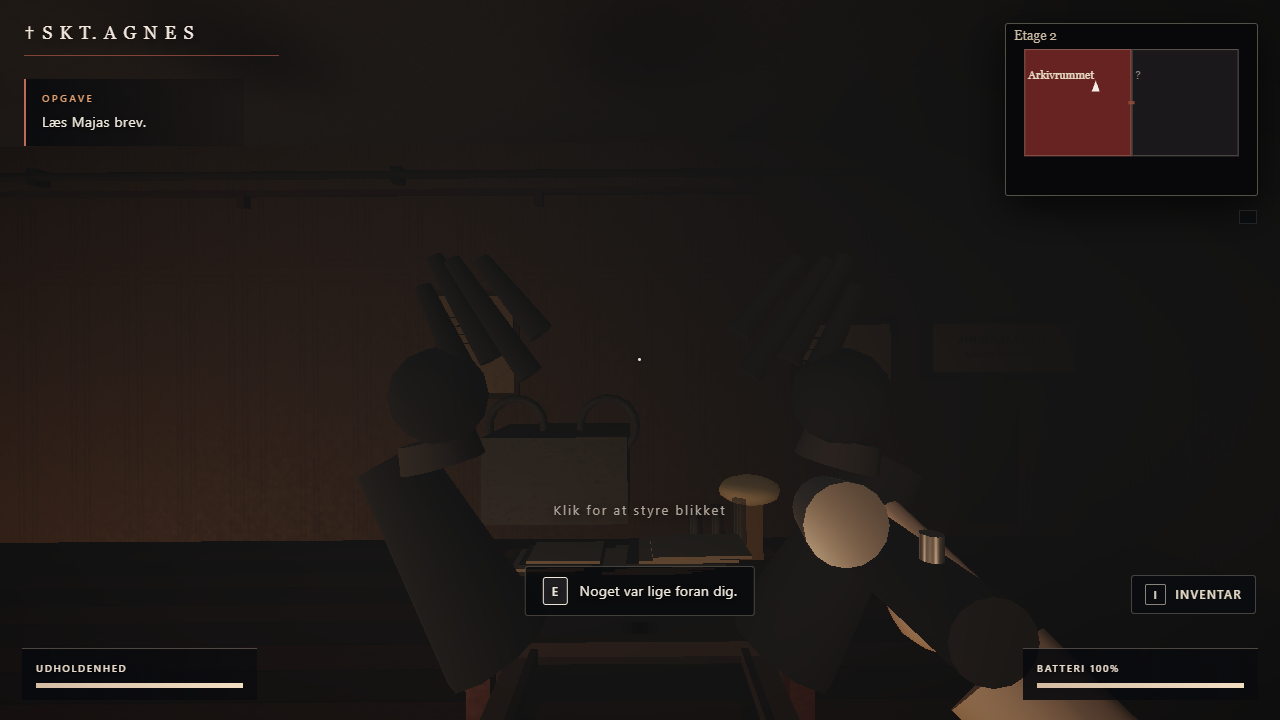 † SKT. AGNES
OPGAVE
Læs Majas brev.
Etage 2
Arkivrummet
?
Klik for at styre blikket
E Noget var lige foran dig.
I INVENTAR
UDHOLDENHED
BATTERI 100%